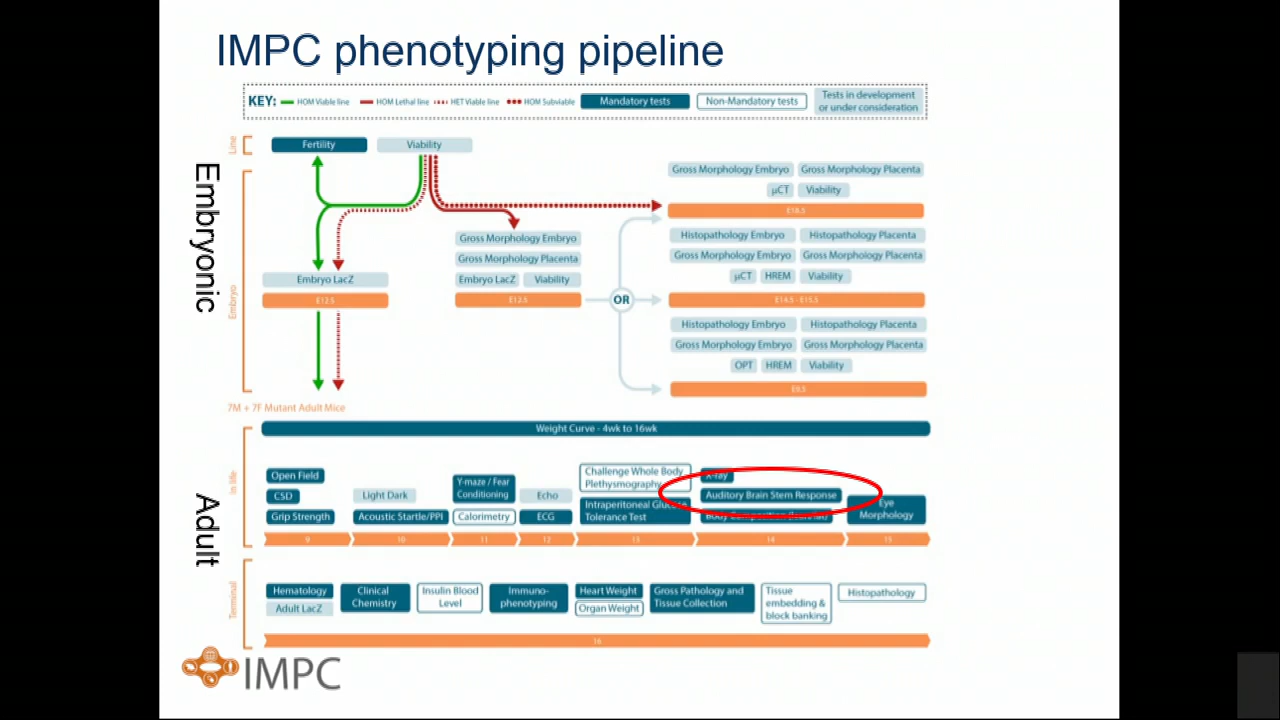 IMPC phenotyping pipeline
KEY: HOM Viable line HOM Lethal line HET Viable line HOM Subviable Mandatory tests Non-Mandatory tests Tests in development
or under consideration
Line
Fertility Viability
Embryonic
Embryo
Gross Morphology Embryo Gross Morphology Placenta
µCT Viability
E18.5
Histopathology Embryo Histopathology Placenta
Gross Morphology Embryo Gross Morphology Placenta
µCT HREM Viability
E14.5 - E15.5
Histopathology Embryo Histopathology Placenta
Gross Morphology Embryo Gross Morphology Placenta
OPT HREM Viability
E9.5
Gross Morphology Embryo
Gross Morphology Placenta
Embryo LacZ Viability
E12.5
OR
Embryo LacZ
E12.5
7M + 7F Mutant Adult Mice
Weight Curve - 4wk to 16wk
Adult
In life
Open Field
CSD
Grip Strength
Light Dark
Acoustic Startle/PPI
Y-maze / Fear
Conditioning
Calorimetry
Echo
ECG
Challenge Whole Body
Plethysmography
Intraperitoneal Glucose
Tolerance Test
X-ray
Auditory Brain Stem Response
Body Composition
Eye
Morphology
9 10 11 12 13 14 15
Terminal
Hematology
Adult LacZ
Clinical
Chemistry
Insulin Blood
Level
Immuno-
phenotyping
Heart Weight
Organ Weight
Gross Pathology and
Tissue Collection
Tissue
embedding &
block banking
Histopathology
16
IMPC